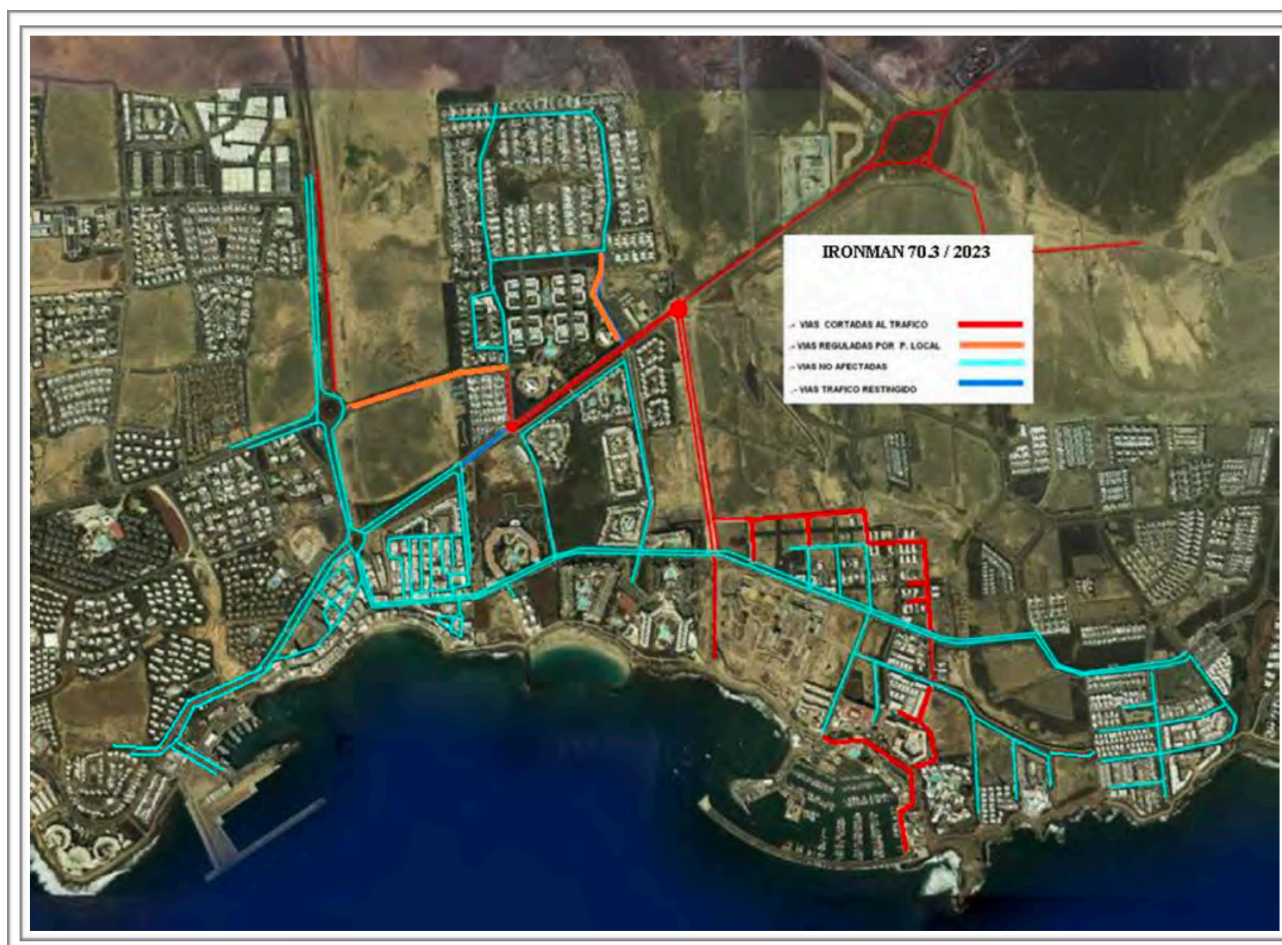 IRONMAN 70.3 / 2023
.- VIAS CORTADAS AL TRAFICO
.- VIAS REGULADAS POR P. LOCAL
.- VIAS NO AFECTADAS
.- VIAS TRAFICO RESTINGIDO